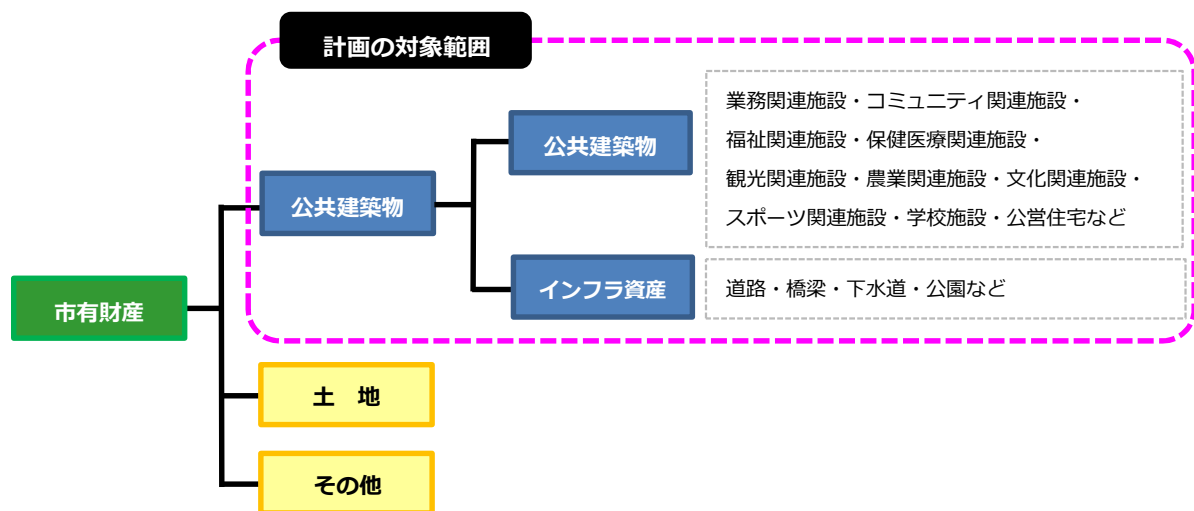 計画の対象範囲
業務関連施設・コミュニティ関連施設・
公共建築物
福祉関連施設・保健医療関連施設・
観光関連施設・農業関連施設・文化関連施設・
公共建築物
スポーツ関連施設・学校施設・公営住宅など
インフラ資産
道路・橋梁・下水道・公園など
市有財産
土　地
その他